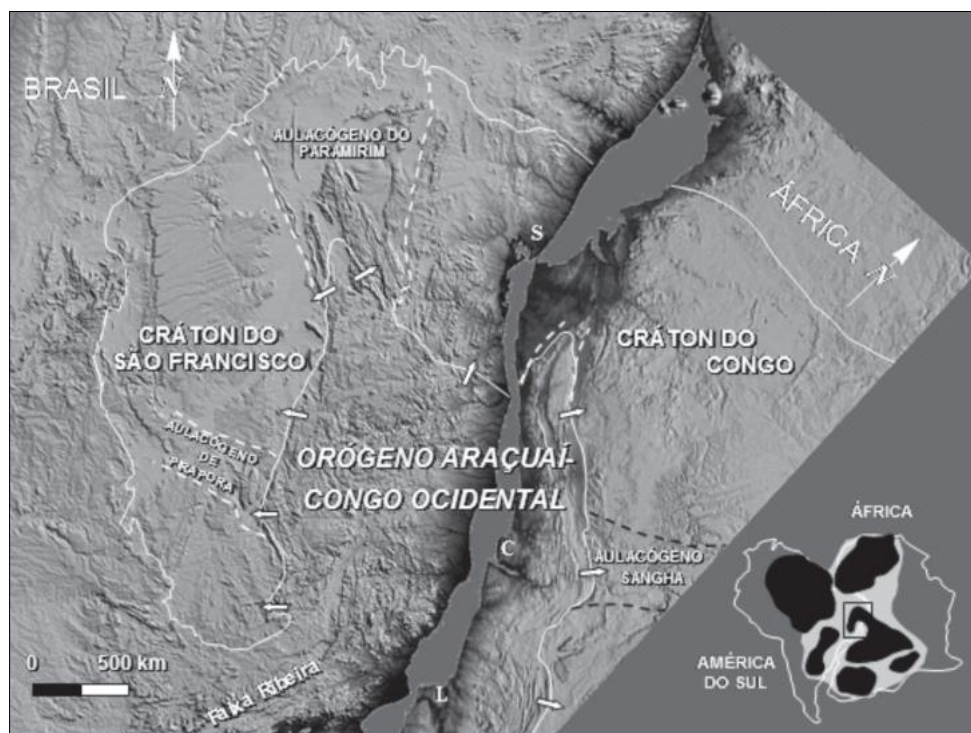 BRASIL
N
AULACÓGENO DO
PARAMIRIM
ÁFRICA
N
S
CRÁTON DO
SÃO FRANCISCO
CRÁTON DO
CONGO
AULACÓGENO
DE
PIRAPORA
ORÓGENO ARAÇUAÍ-
CONGO OCIDENTAL
C
AULACÓGENO
SANGHA
ÁFRICA
AMÉRICA
DO SUL
0 500 km
Faixa Ribeira
L